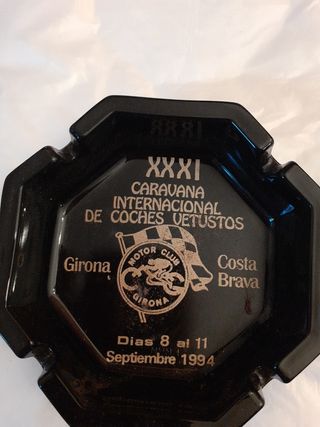 XXXI
CARAVANA
INTERNACIONAL
DE COCHES VETUSTOS
Girona
Costa
Brava
MOTOR CLUB
GIRONA
Dias 8 al 11
Septiembre 1994